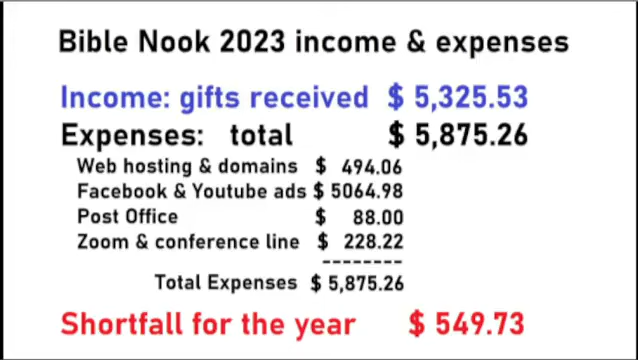 Bible Nook 2023 income & expenses
Income: gifts received $ 5,325.53
Expenses: total $ 5,875.26
Web hosting & domains $ 494.06
Facebook & Youtube ads $ 5064.98
Post Office $ 88.00
Zoom & conference line $ 228.22
--------
Total Expenses $ 5,875.26
Shortfall for the year $ 549.73